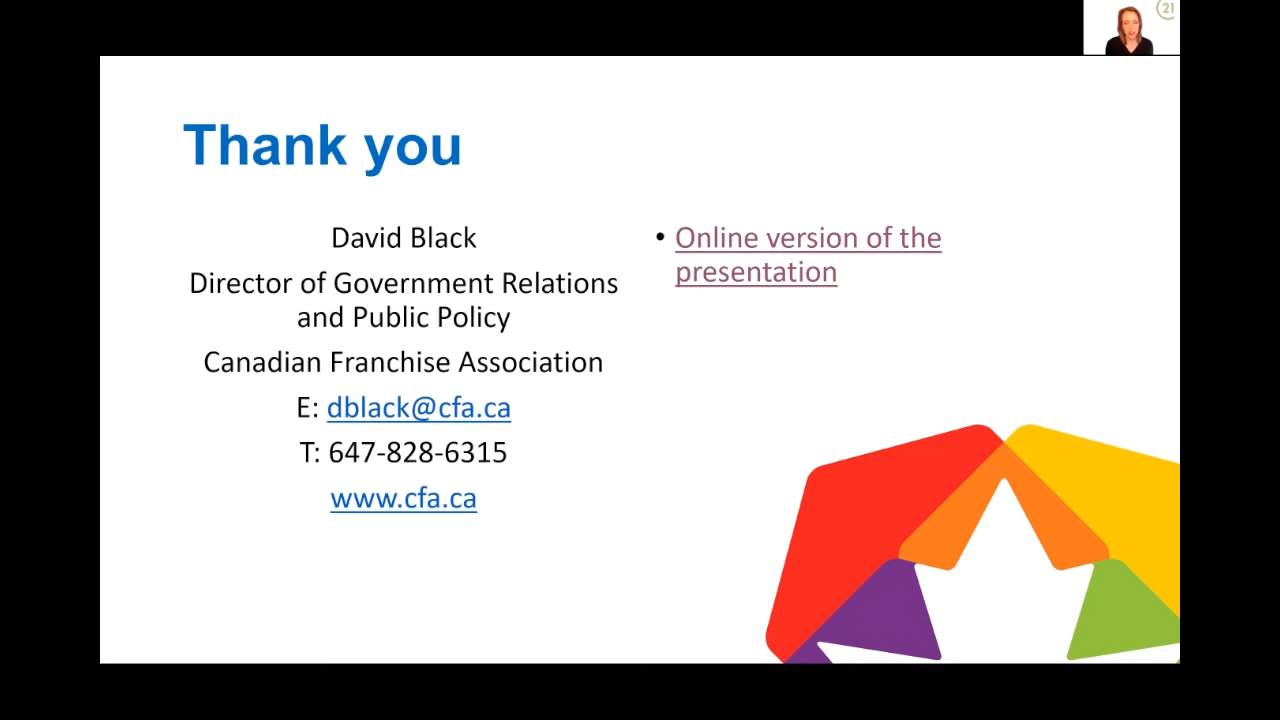 21
Thank you
David Black
Director of Government Relations
and Public Policy
Canadian Franchise Association
E: dblack@cfa.ca
T: 647-828-6315
www.cfa.ca
• Online version of the
presentation